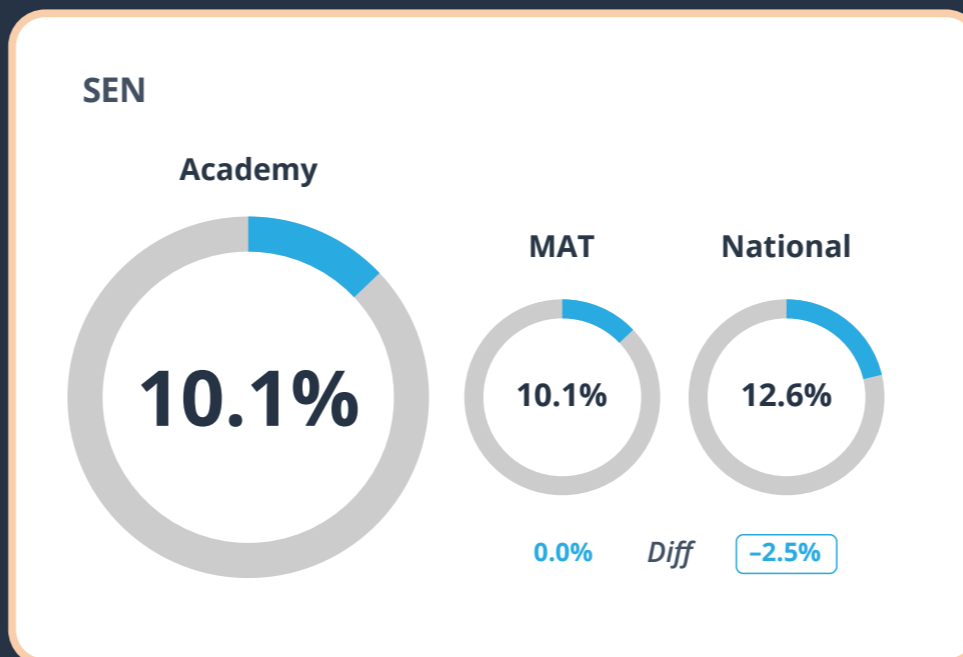 SEN
Academy
10.1%
MAT
10.1%
National
12.6%
0.0% Diff –2.5%